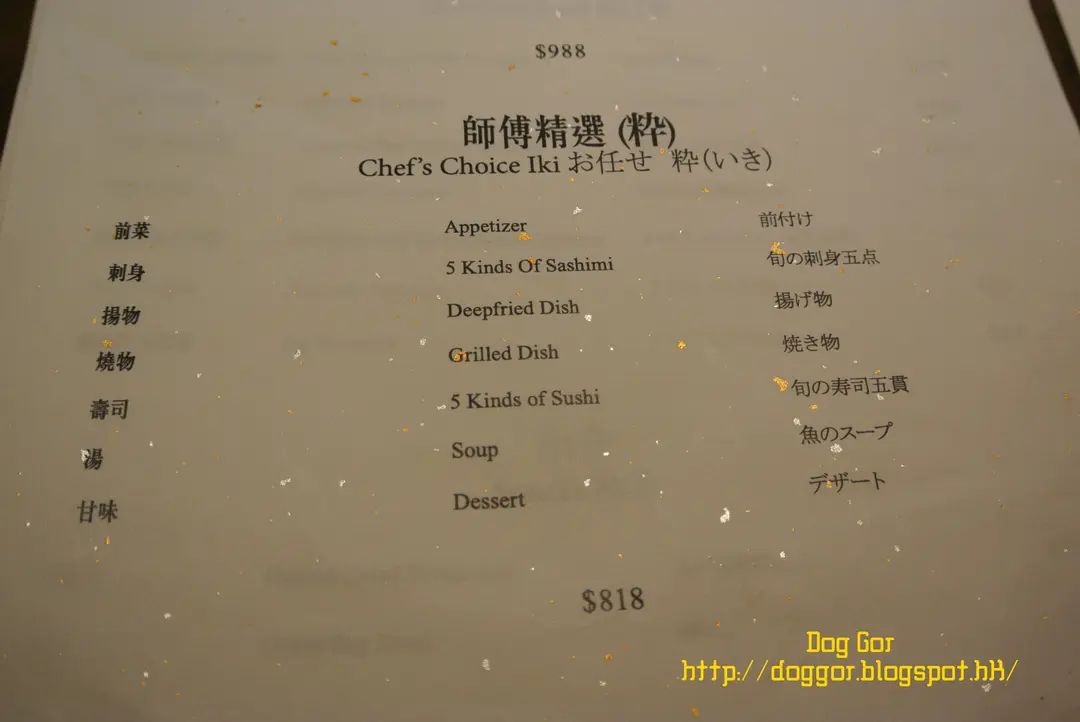 $988
師傅精選 (粋)
Chef's Choice Iki お任せ 粋(いき)
前菜 Appetizer 前付け
刺身 5 Kinds Of Sashimi 旬の刺身五点
揚物 Deepfried Dish 揚げ物
燒物 Grilled Dish 焼き物
壽司 5 Kinds of Sushi 旬の寿司五貫
湯 Soup 魚のスープ
甘味 Dessert デザート
$818
Dog Gor
http://doggor.blogspot.hk/